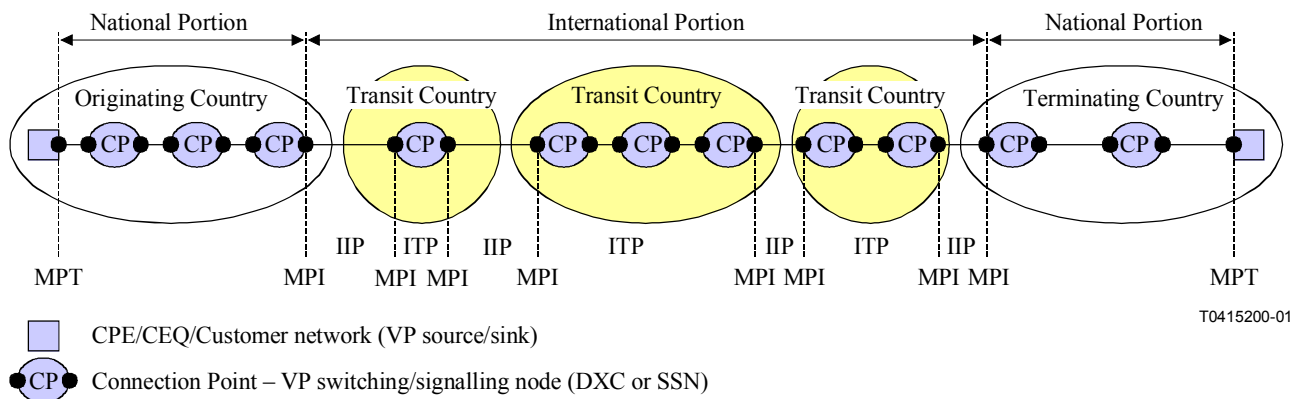 National Portion International Portion National Portion
Originating Country Transit Country Transit Country Transit Country Terminating Country
CP CP CP CP CP CP CP CP CP CP CP
IIP ITP IIP ITP IIP ITP IIP
MPT MPI MPI MPI MPI MPI MPI MPI MPI MPT
T0415200-01
CPE/CEQ/Customer network (VP source/sink)
CP Connection Point – VP switching/signalling node (DXC or SSN)